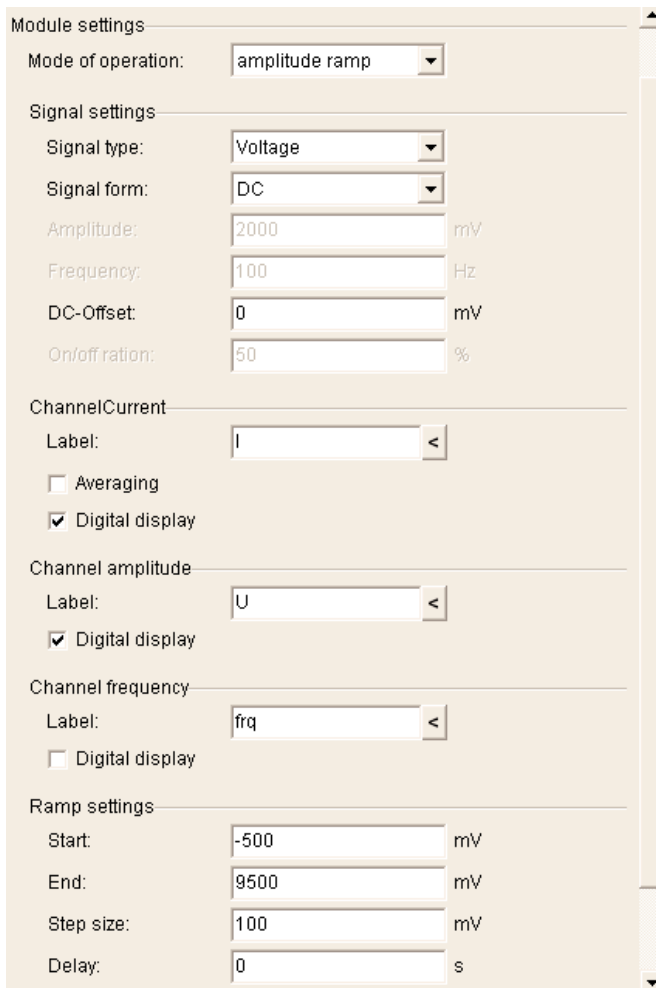 Module settings
Mode of operation: amplitude ramp
Signal settings
Signal type: Voltage
Signal form: DC
Amplitude: 2000 mV
Frequency: 100 Hz
DC-Offset: 0 mV
On/off ration: 50 %
ChannelCurrent
Label: I <
Averaging
Digital display
Channel amplitude
Label: U <
Digital display
Channel frequency
Label: frq <
Digital display
Ramp settings
Start: -500 mV
End: 9500 mV
Step size: 100 mV
Delay: 0 s